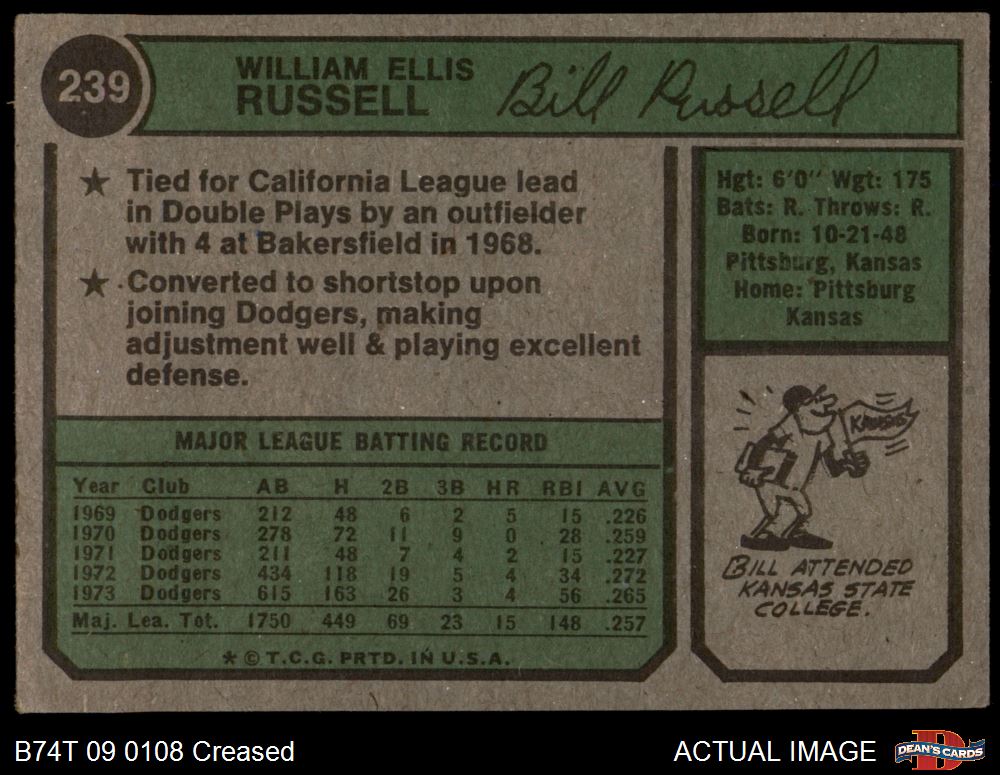 239
WILLIAM ELLIS
RUSSELL
Bill Russell
★ Tied for California League lead
in Double Plays by an outfielder
with 4 at Bakersfield in 1968.
★ Converted to shortstop upon
joining Dodgers, making
adjustment well & playing excellent
defense.
Hgt: 6'0" Wgt: 175
Bats: R. Throws: R.
Born: 10-21-48
Pittsburg, Kansas
Home: Pittsburg
Kansas
MAJOR LEAGUE BATTING RECORD
Year Club AB H 2B 3B HR RBI AVG
1969 Dodgers 212 48 6 2 5 15 .226
1970 Dodgers 278 72 11 9 0 28 .259
1971 Dodgers 211 48 7 4 2 15 .227
1972 Dodgers 434 118 19 5 4 34 .272
1973 Dodgers 615 163 26 3 4 56 .265
Maj. Lea. Tot. 1750 449 69 23 15 148 .257
* © T.C.G. PRTD. IN U.S.A.
KANSAS
BILL ATTENDED
KANSAS STATE
COLLEGE.
B74T 09 0108 Creased
ACTUAL IMAGE
D
DEAN'S CARDS